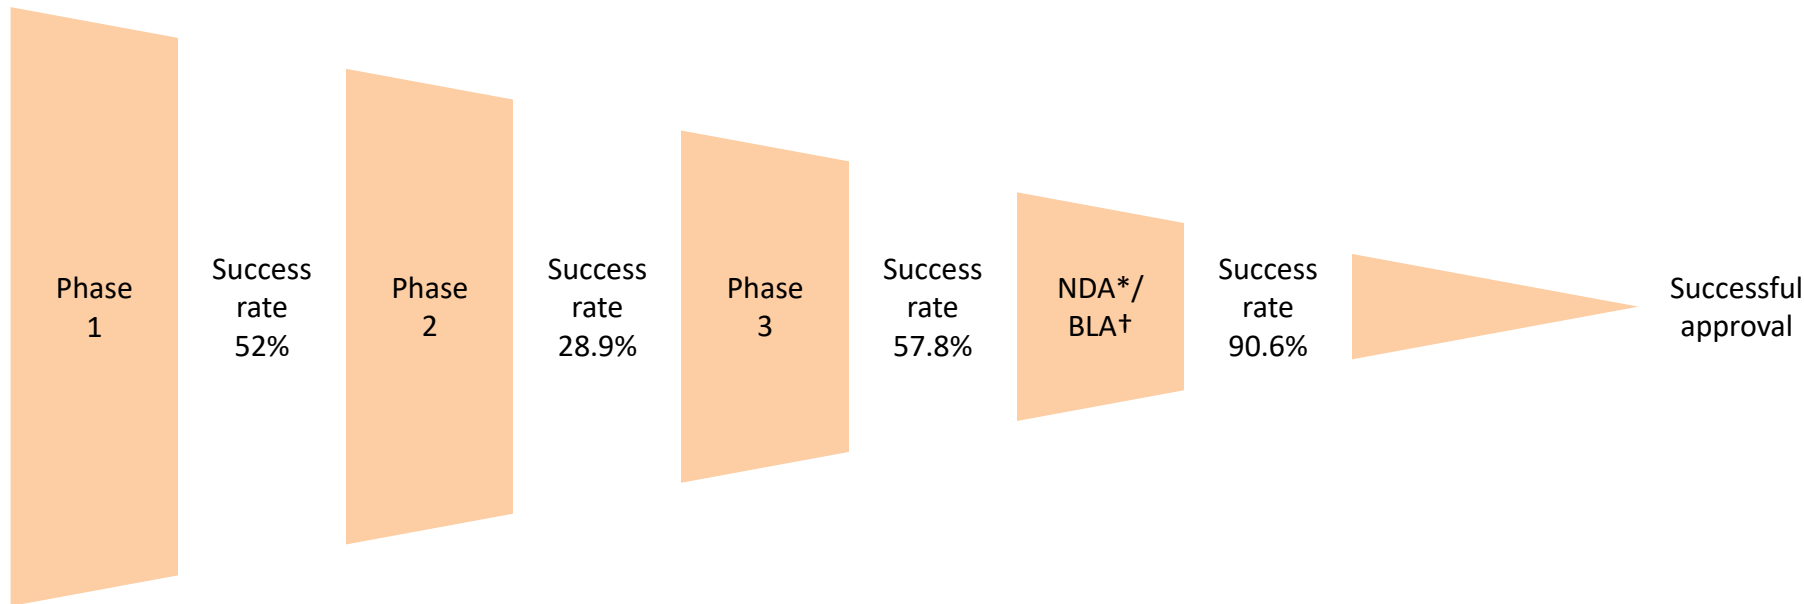 Phase
1
Success
rate
52%
Phase
2
Success
rate
28.9%
Phase
3
Success
rate
57.8%
NDA*/
BLA†
Success
rate
90.6%
Successful
approval